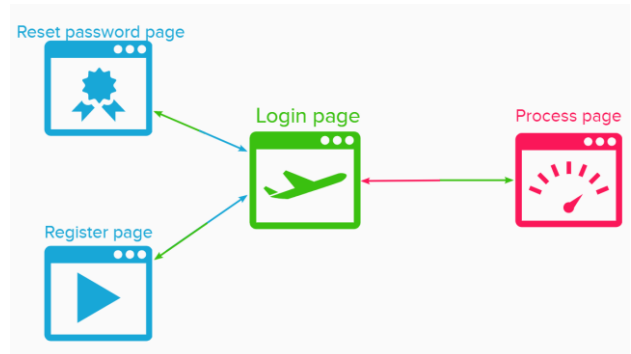 Reset password page
Login page
Process page
Register page